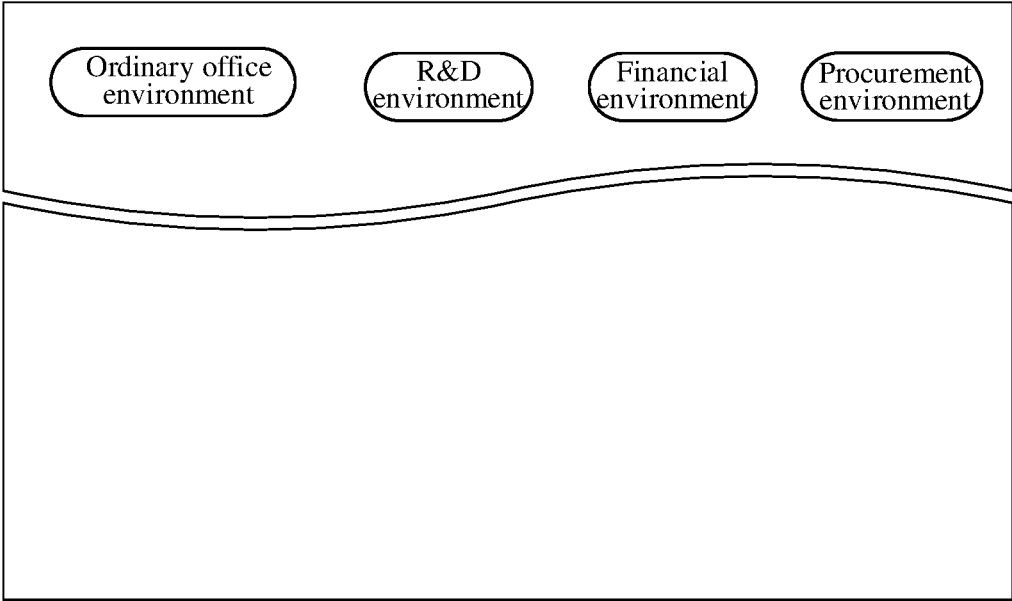 Ordinary office
environment
R&D
environment
Financial
environment
Procurement
environment